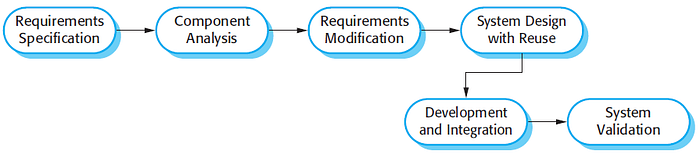 Requirements
Specification
Component
Analysis
Requirements
Modification
System Design
with Reuse
Development
and Integration
System
Validation